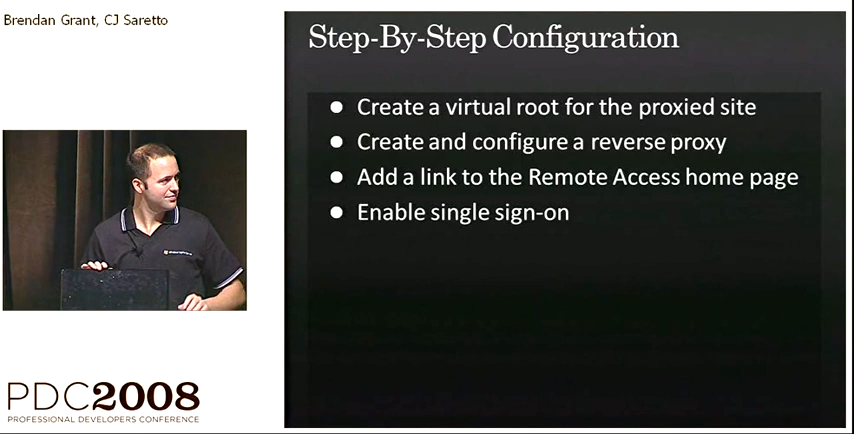 Brendan Grant, CJ Saretto
Step-By-Step Configuration
● Create a virtual root for the proxied site
● Create and configure a reverse proxy
● Add a link to the Remote Access home page
● Enable single sign-on
PDC2008
PROFESSIONAL DEVELOPERS CONFERENCE